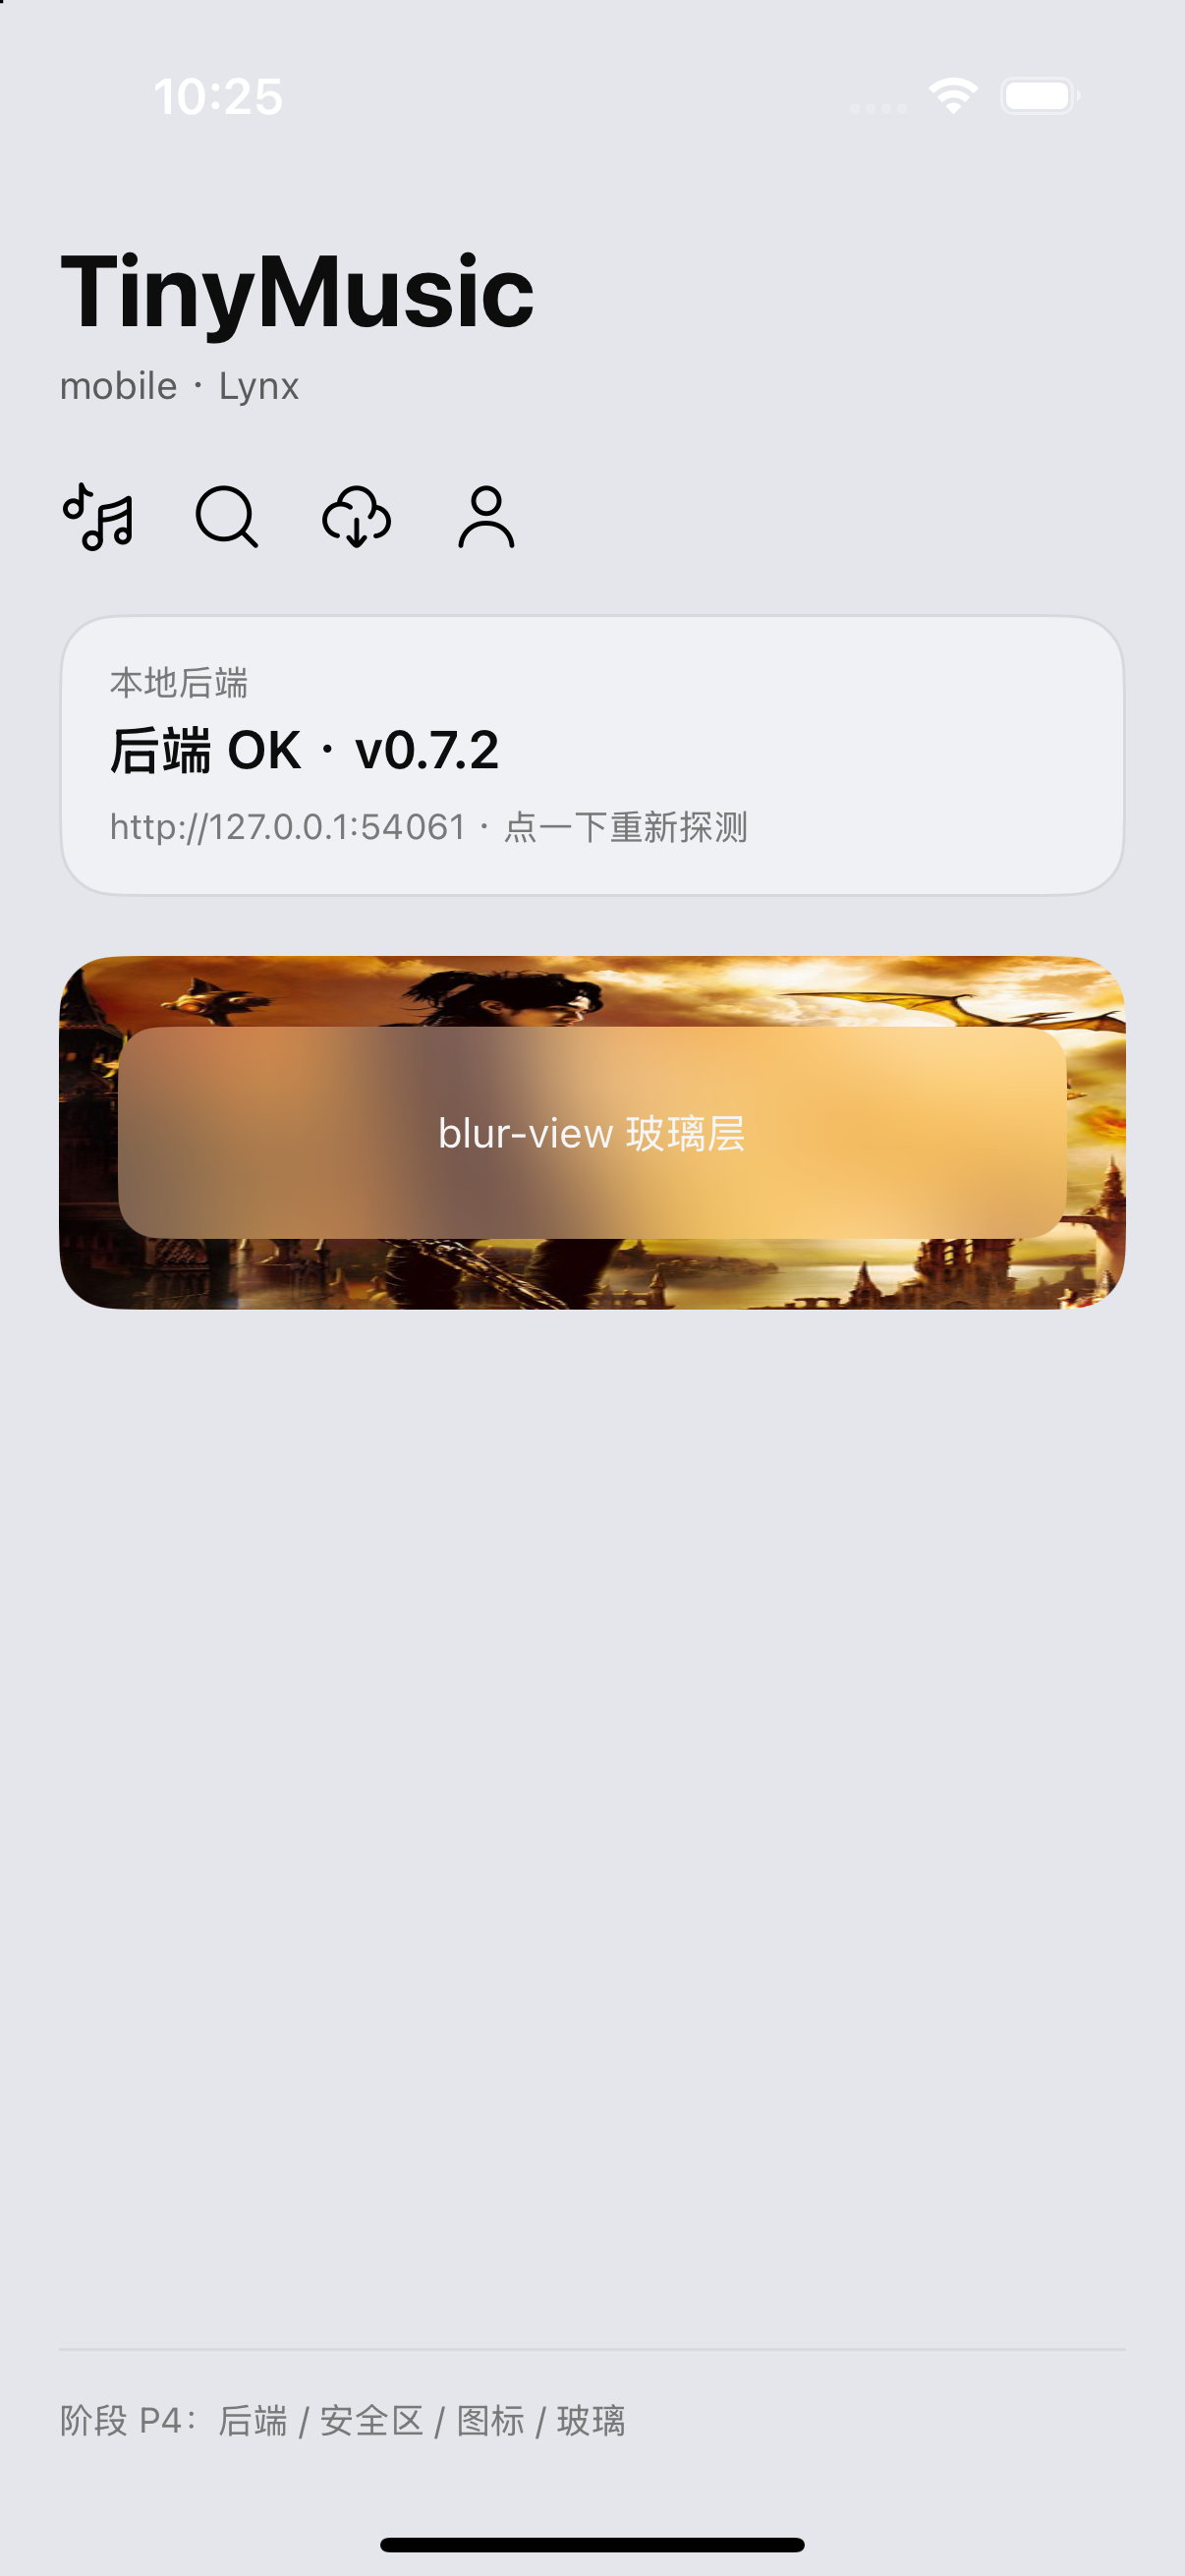 10:25
TinyMusic
mobile · Lynx
本地后端
后端 OK · v0.7.2
http://127.0.0.1:54061 · 点一下重新探测
blur-view 玻璃层
阶段 P4：后端 / 安全区 / 图标 / 玻璃